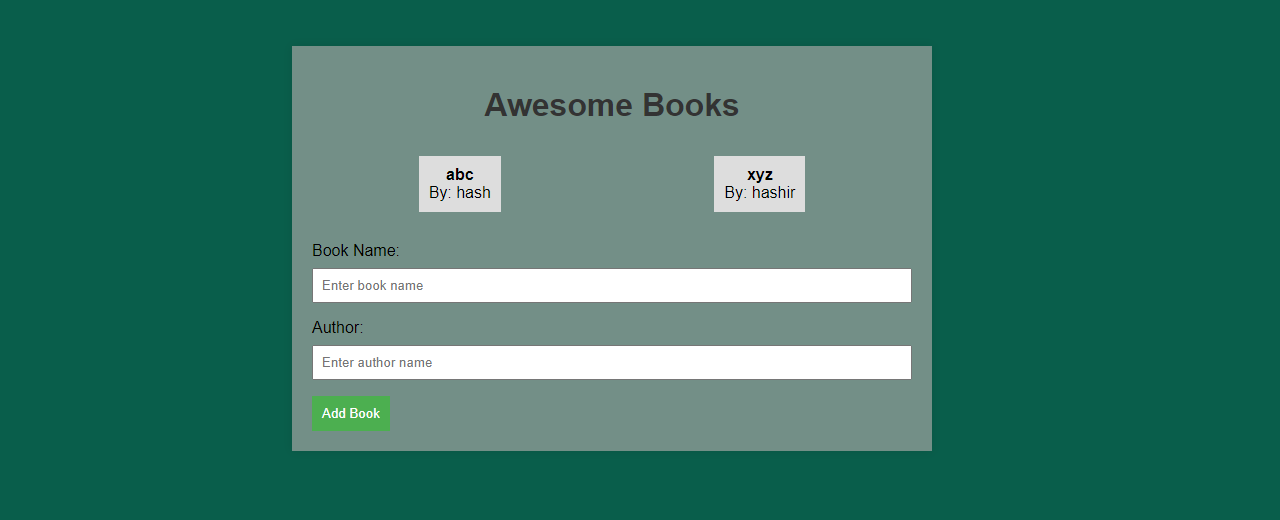 Awesome Books
abc
By: hash
xyz
By: hashir
Book Name:
Enter book name
Author:
Enter author name
Add Book